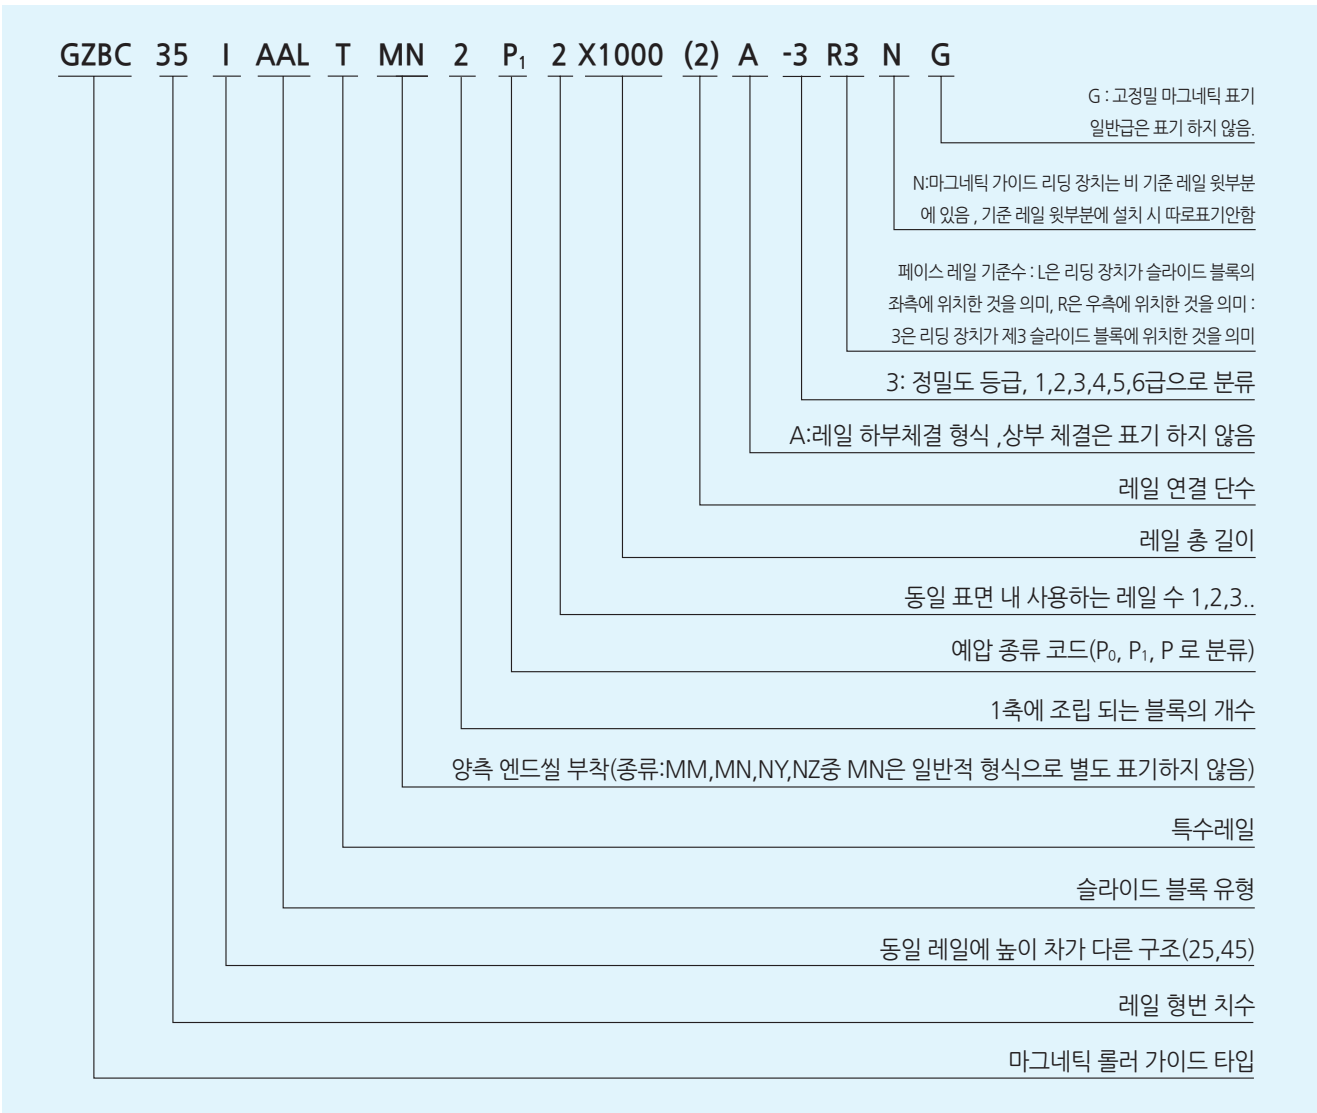 GZBC 35 I AAL T MN 2 P₁ 2 X1000 (2) A -3 R3 N G
G : 고정밀 마그네틱 표기
일반급은 표기 하지 않음.
N:마그네틱 가이드 리딩 장치는 비 기준 레일 윗부분
에 있음 , 기준 레일 윗부분에 설치 시 따로표기안함
페이스 레일 기준수 : L은 리딩 장치가 슬라이드 블록의
좌측에 위치한 것을 의미, R은 우측에 위치한 것을 의미 :
3은 리딩 장치가 제3 슬라이드 블록에 위치한 것을 의미
3: 정밀도 등급, 1,2,3,4,5,6급으로 분류
A:레일 하부체결 형식 ,상부 체결은 표기 하지 않음
레일 연결 단수
레일 총 길이
동일 표면 내 사용하는 레일 수 1,2,3..
예압 종류 코드(P₀, P₁, P 로 분류)
1축에 조립 되는 블록의 개수
양측 엔드씰 부착(종류:MM,MN,NY,NZ중 MN은 일반적 형식으로 별도 표기하지 않음)
특수레일
슬라이드 블록 유형
동일 레일에 높이 차가 다른 구조(25,45)
레일 형번 치수
마그네틱 롤러 가이드 타입